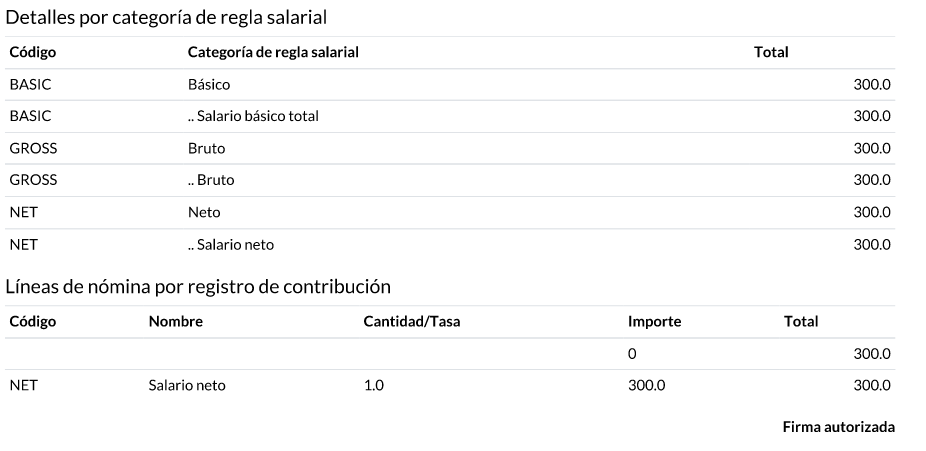 Detalles por categoría de regla salarial
Código Categoría de regla salarial Total
BASIC Básico 300.0
BASIC .. Salario básico total 300.0
GROSS Bruto 300.0
GROSS .. Bruto 300.0
NET Neto 300.0
NET .. Salario neto 300.0
Líneas de nómina por registro de contribución
Código Nombre Cantidad/Tasa Importe Total
0 300.0
NET Salario neto 1.0 300.0 300.0
Firma autorizada